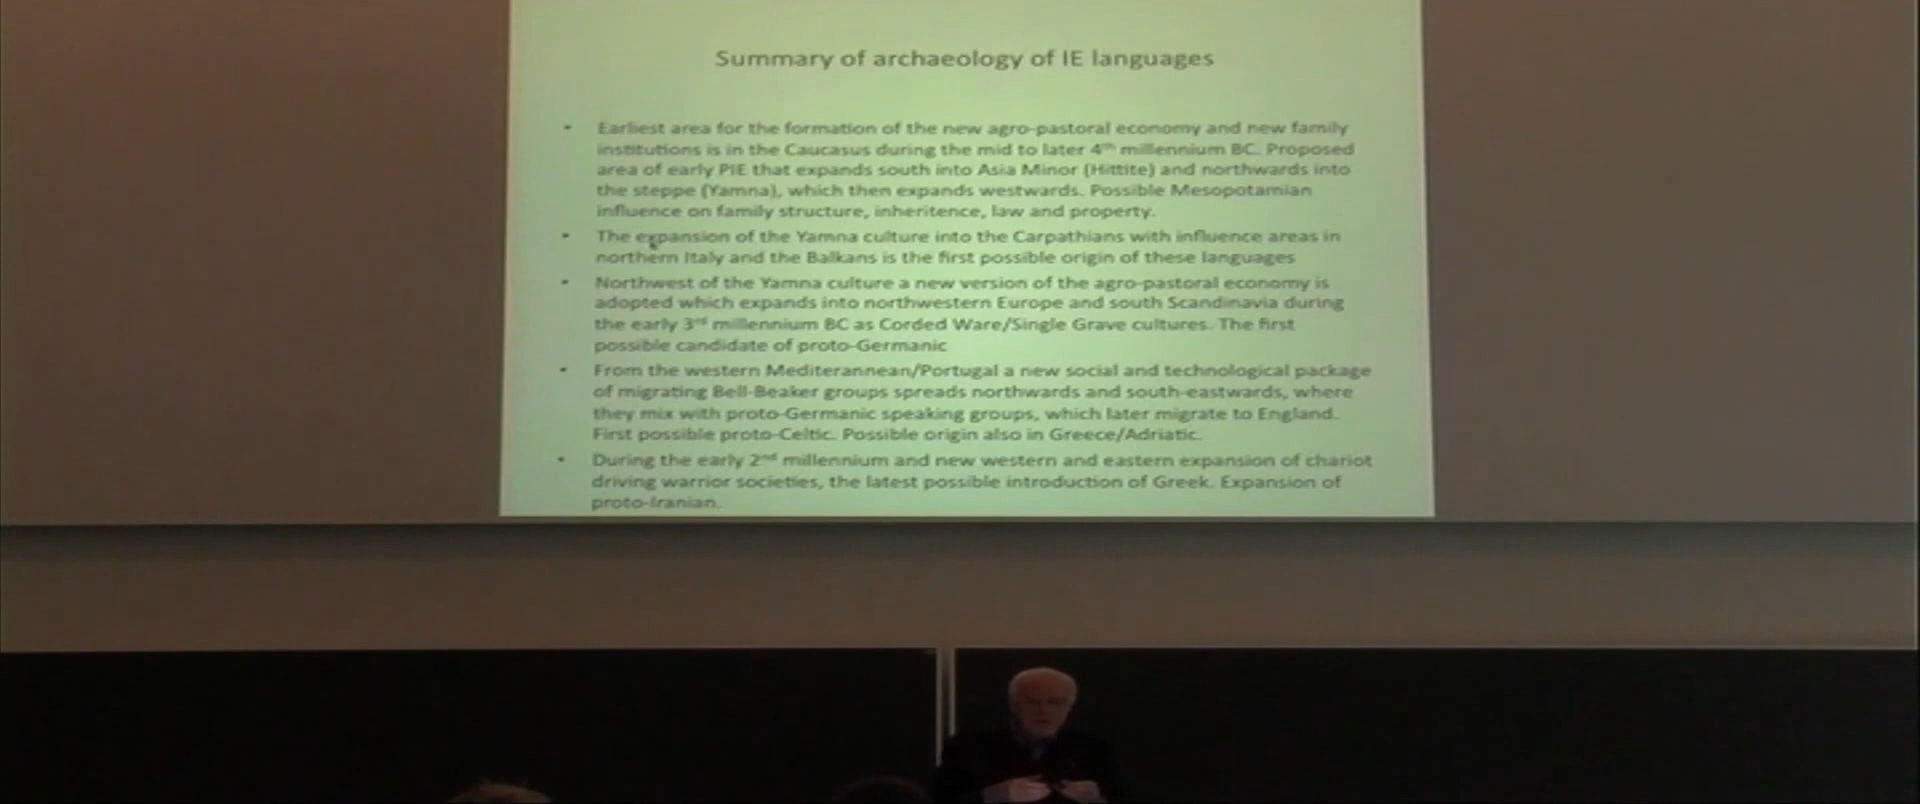 Summary of archaeology of IE languages
• Earliest area for the formation of the new agro-pastoral economy and new family
institutions is in the Caucasus during the mid to later 4th millennium BC. Proposed
area of early PIE that expands south into Asia Minor (Hittite) and northwards into
the steppe (Yamna), which then expands westwards. Possible Mesopotamian
influence on family structure, inheritence, law and property.
• The expansion of the Yamna culture into the Carpathians with influence areas in
northern Italy and the Balkans is the first possible origin of these languages
• Northwest of the Yamna culture a new version of the agro-pastoral economy is
adopted which expands into northwestern Europe and south Scandinavia during
the early 3rd millennium BC as Corded Ware/Single Grave cultures. The first
possible candidate of proto-Germanic
• From the western Mediterannean/Portugal a new social and technological package
of migrating Bell-Beaker groups spreads northwards and south-eastwards, where
they mix with proto-Germanic speaking groups, which later migrate to England.
First possible proto-Celtic. Possible origin also in Greece/Adriatic.
• During the early 2nd millennium and new western and eastern expansion of chariot
driving warrior societies, the latest possible introduction of Greek. Expansion of
proto-Iranian.